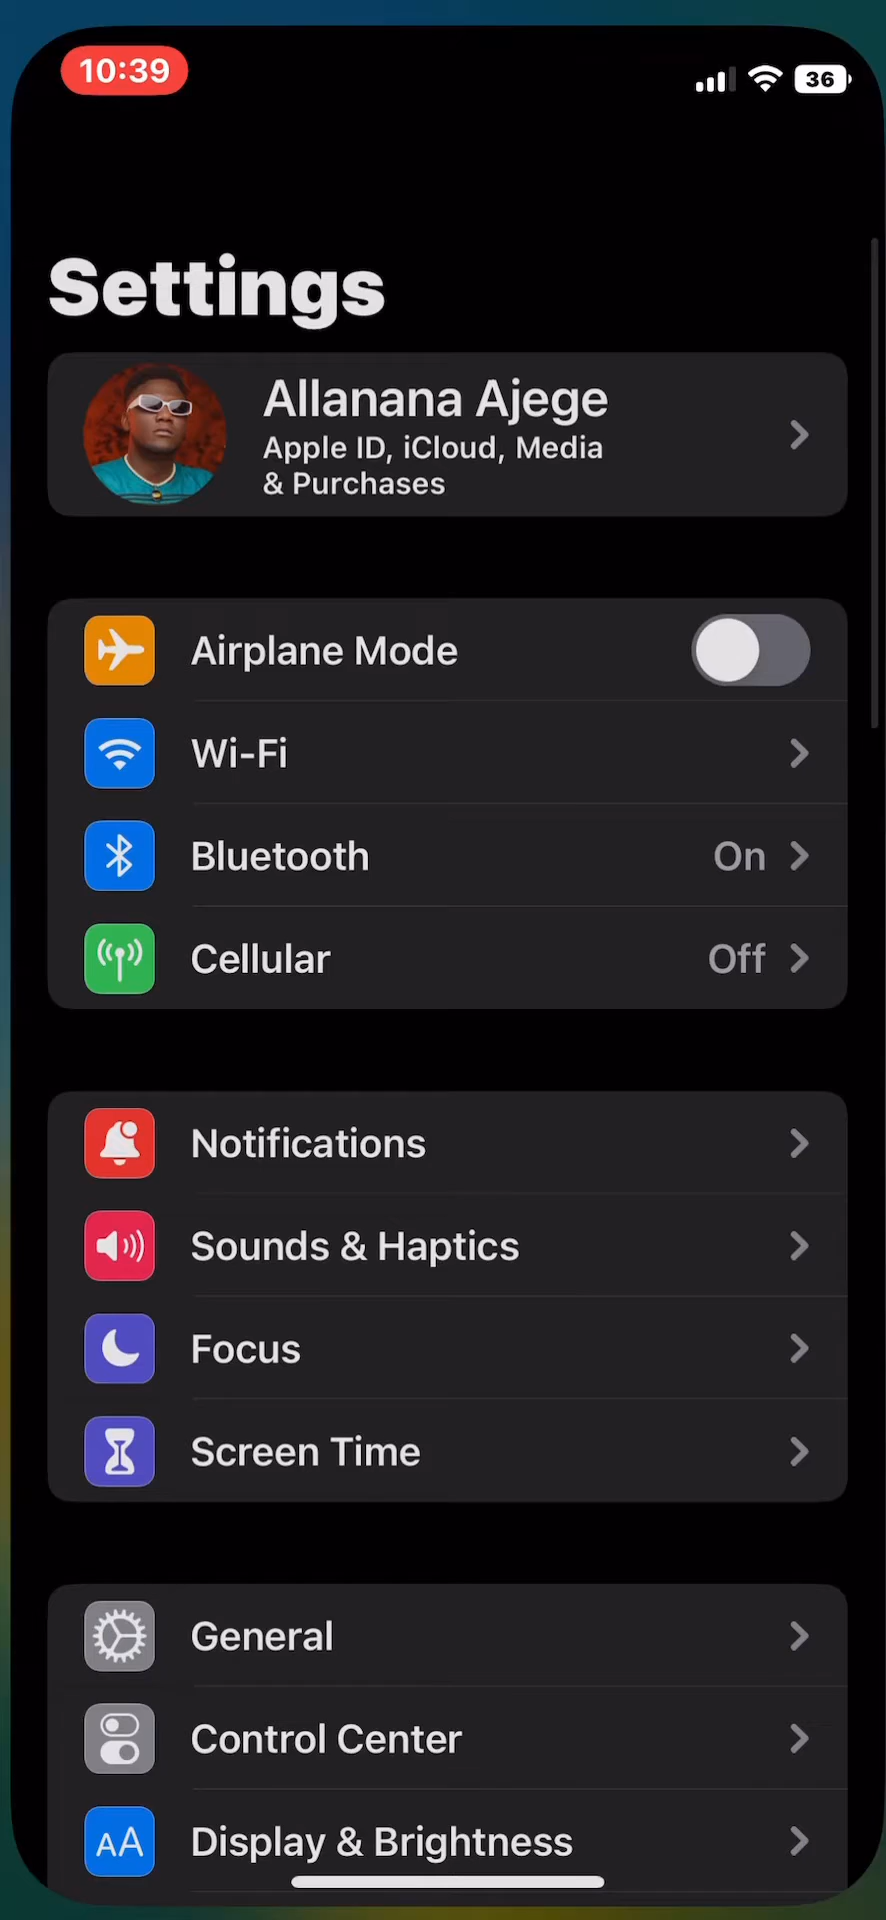 10:39
36
Settings
Allanana Ajege
Apple ID, iCloud, Media
& Purchases
Airplane Mode
Wi-Fi
Bluetooth On
Cellular Off
Notifications
Sounds & Haptics
Focus
Screen Time
General
Control Center
AA Display & Brightness